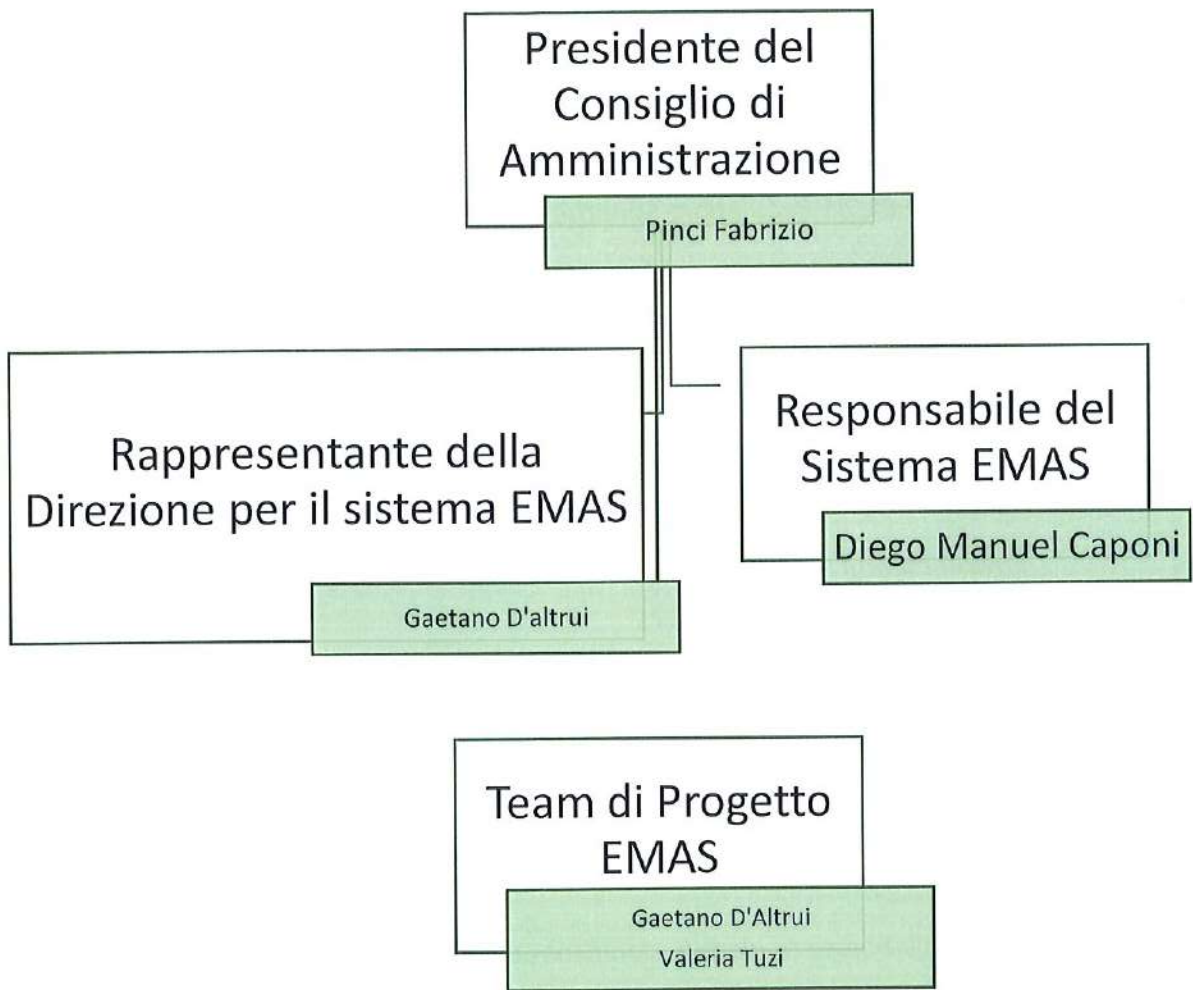 Presidente del
Consiglio di
Amministrazione
Pinci Fabrizio
Rappresentante della
Direzione per il sistema EMAS
Gaetano D'altrui
Responsabile del
Sistema EMAS
Diego Manuel Caponi
Team di Progetto
EMAS
Gaetano D'Altrui
Valeria Tuzi